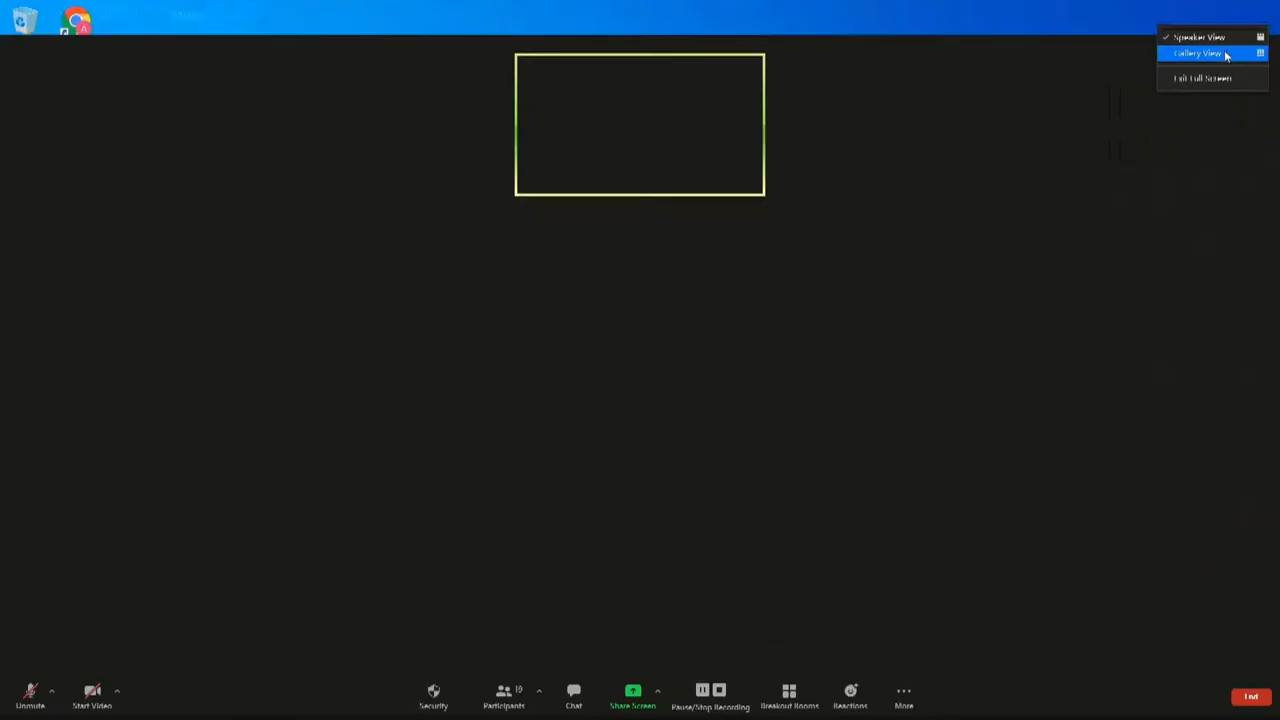 Speaker View
Gallery View
Exit Full Screen
Unmute
Start Video
Security
Participants
19
Chat
Share Screen
Pause/Stop Recording
Breakout Rooms
Reactions
More
End